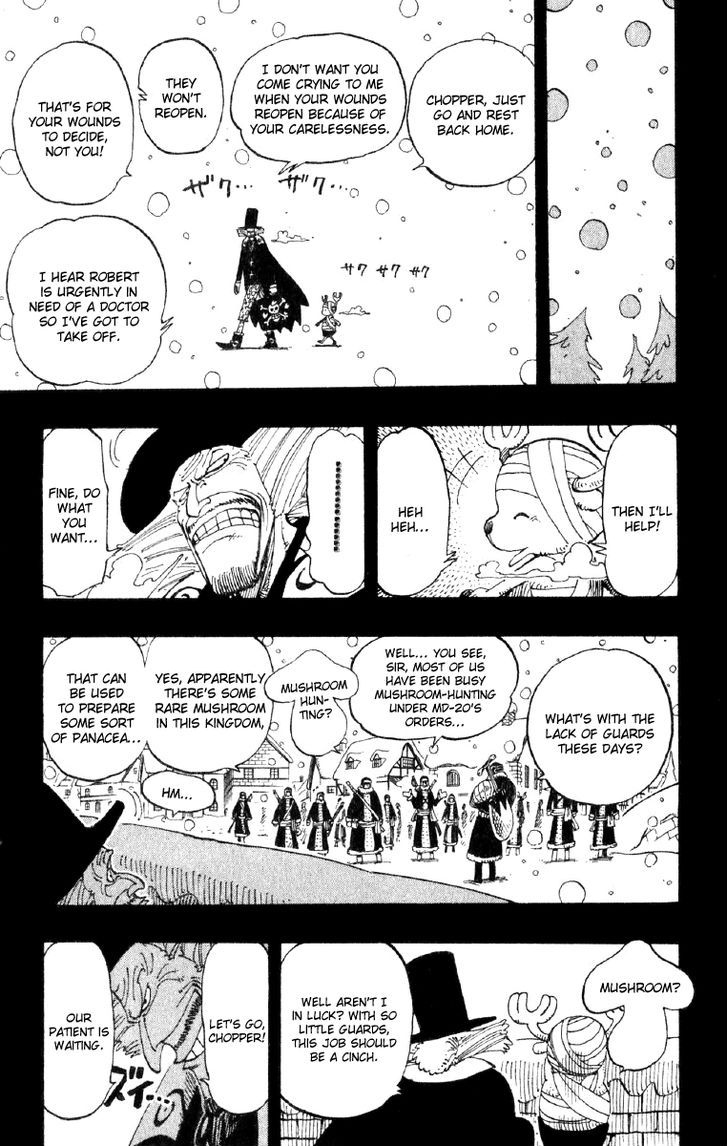 CHOPPER, JUST
GO AND REST
BACK HOME.
I DON'T WANT YOU
COME CRYING TO ME
WHEN YOUR WOUNDS
REOPEN BECAUSE OF
YOUR CARELESSNESS.
THEY
WON'T
REOPEN.
THAT'S FOR
YOUR WOUNDS
TO DECIDE,
NOT YOU!
ザク… ザク…
サク サク サク
I HEAR ROBERT
IS URGENTLY IN
NEED OF A DOCTOR
SO I'VE GOT TO
TAKE OFF.
THEN I'LL
HELP!
HEH
HEH...
..........
FINE, DO
WHAT
YOU
WANT...
WHAT'S WITH THE
LACK OF GUARDS
THESE DAYS?
WELL... YOU SEE,
SIR, MOST OF US
HAVE BEEN BUSY
MUSHROOM-HUNTING
UNDER MD-20'S
ORDERS...
MUSHROOM
HUN-
TING?
YES, APPARENTLY
THERE'S SOME
RARE MUSHROOM
IN THIS KINGDOM,
THAT CAN
BE USED
TO PREPARE
SOME SORT
OF PANACEA...
HM...
MUSHROOM?
WELL AREN'T I
IN LUCK? WITH SO
LITTLE GUARDS,
THIS JOB SHOULD
BE A CINCH.
LET'S GO,
CHOPPER!
OUR
PATIENT IS
WAITING.
ズイ…